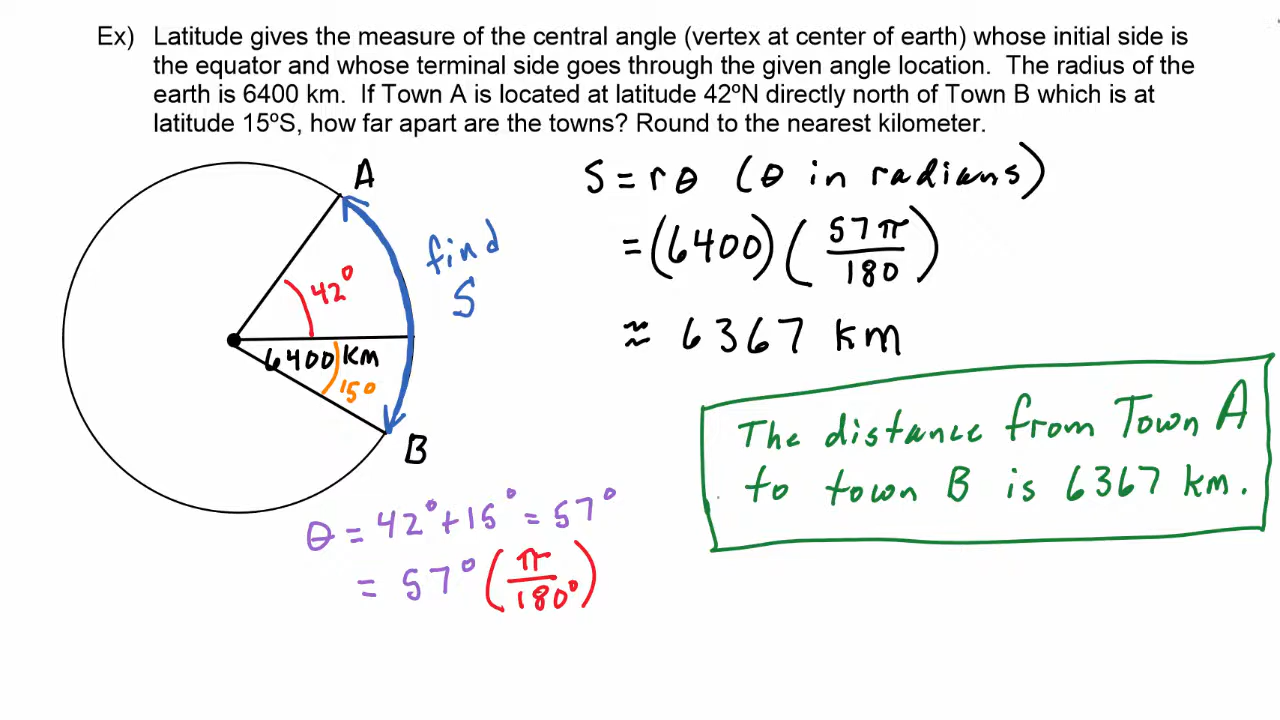 Ex) Latitude gives the measure of the central angle (vertex at center of earth) whose initial side is
the equator and whose terminal side goes through the given angle location. The radius of the
earth is 6400 km. If Town A is located at latitude 42ºN directly north of Town B which is at
latitude 15ºS, how far apart are the towns? Round to the nearest kilometer.
A
find
S
42°
6400 km
15°
B
θ = 42° + 15° = 57°
= 57° (π/180°)
S = rθ (θ in radians)
= (6400)(57π/180)
≈ 6367 km
The distance from Town A
to town B is 6367 km.